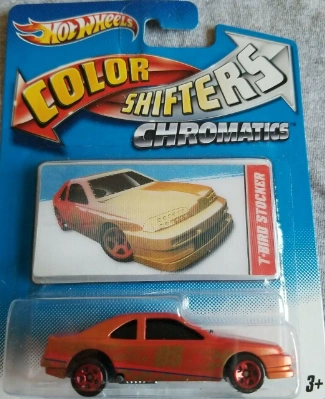 HOT WHEELS
COLOR
SHIFTERS
CHROMATICS
T-BIRD STOCKER
3+